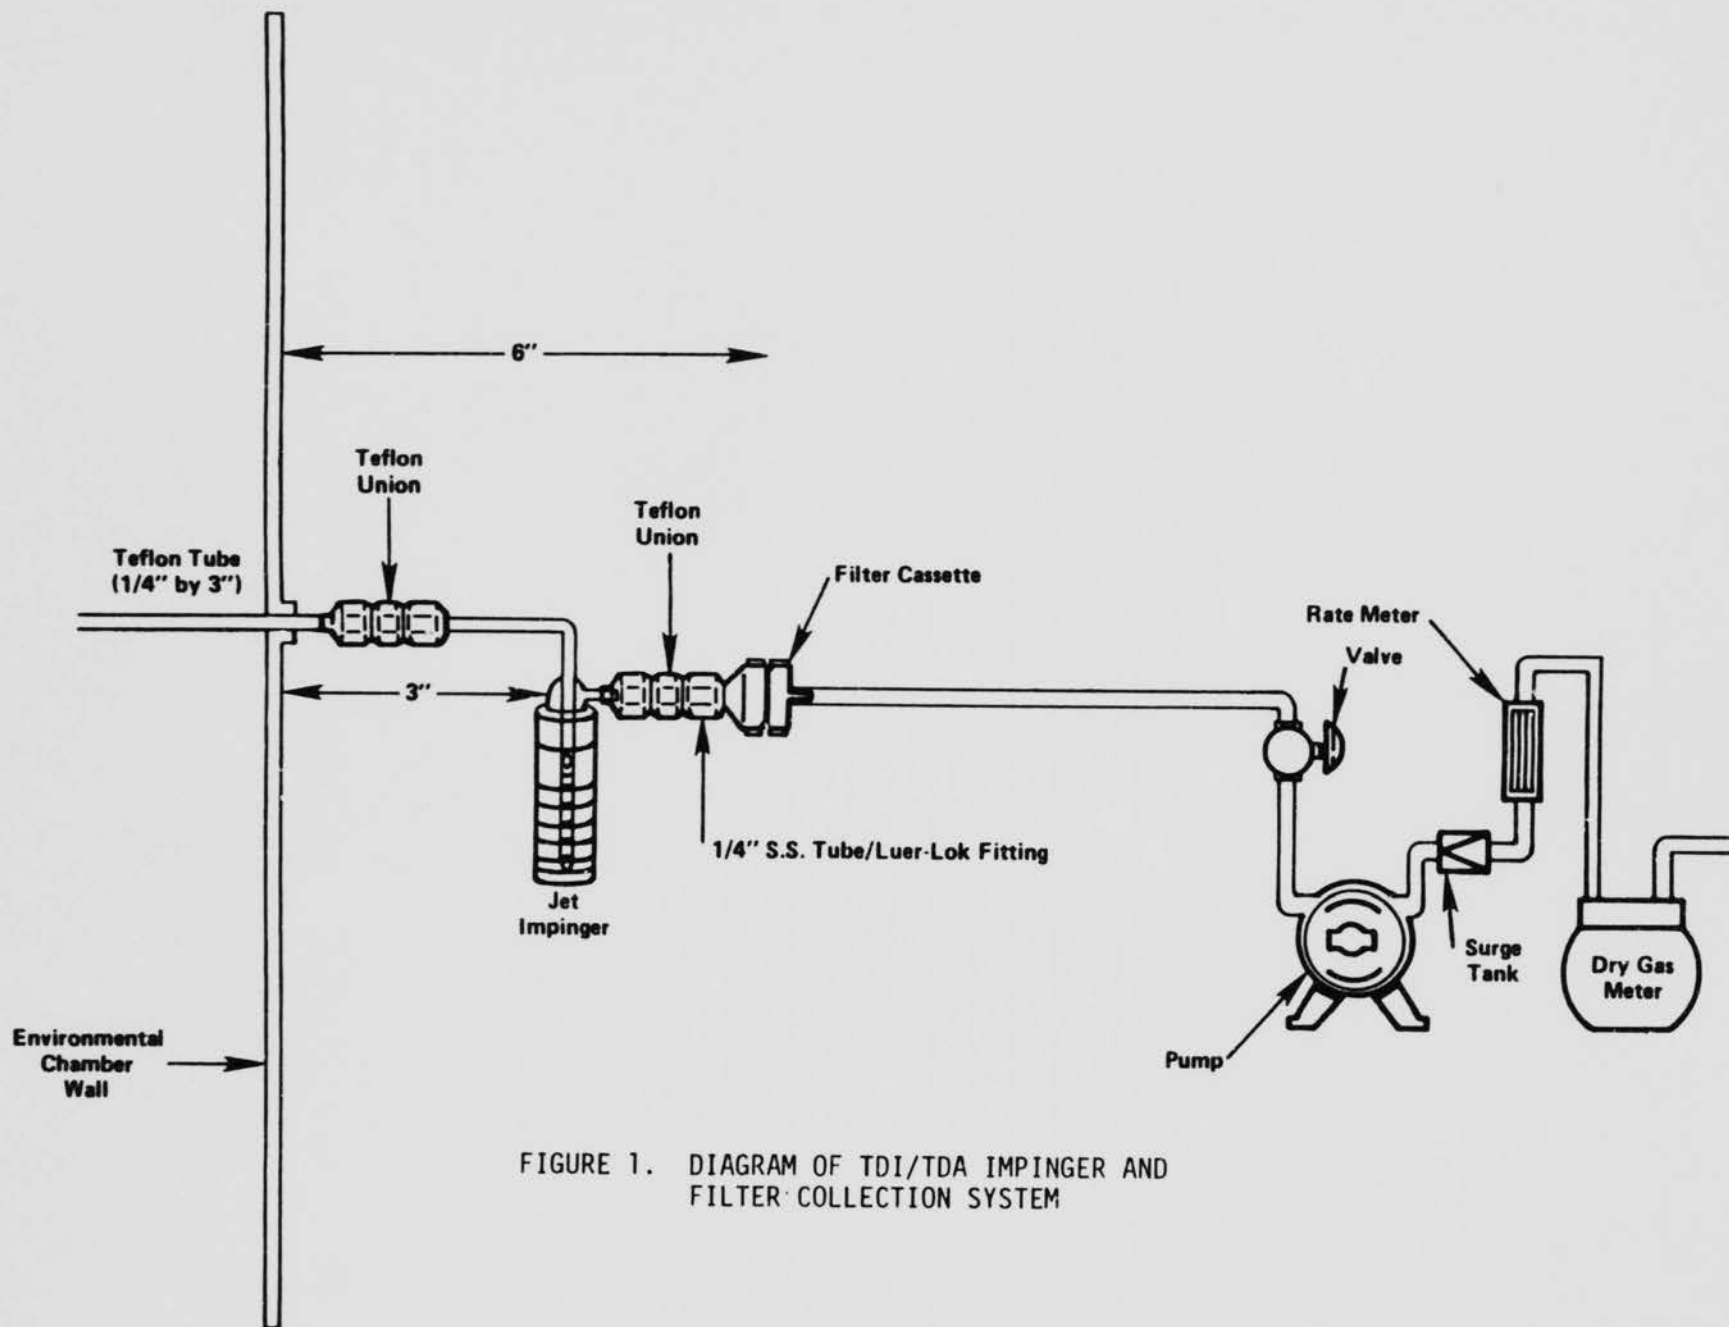 6"
Teflon
Union
Teflon
Union
Teflon Tube
(1/4" by 3")
Filter Cassette
Rate Meter
Valve
3"
1/4" S.S. Tube/Luer-Lok Fitting
Jet
Impinger
Surge
Tank
Dry Gas
Meter
Pump
Environmental
Chamber
Wall
FIGURE 1. DIAGRAM OF TDI/TDA IMPINGER AND
FILTER COLLECTION SYSTEM